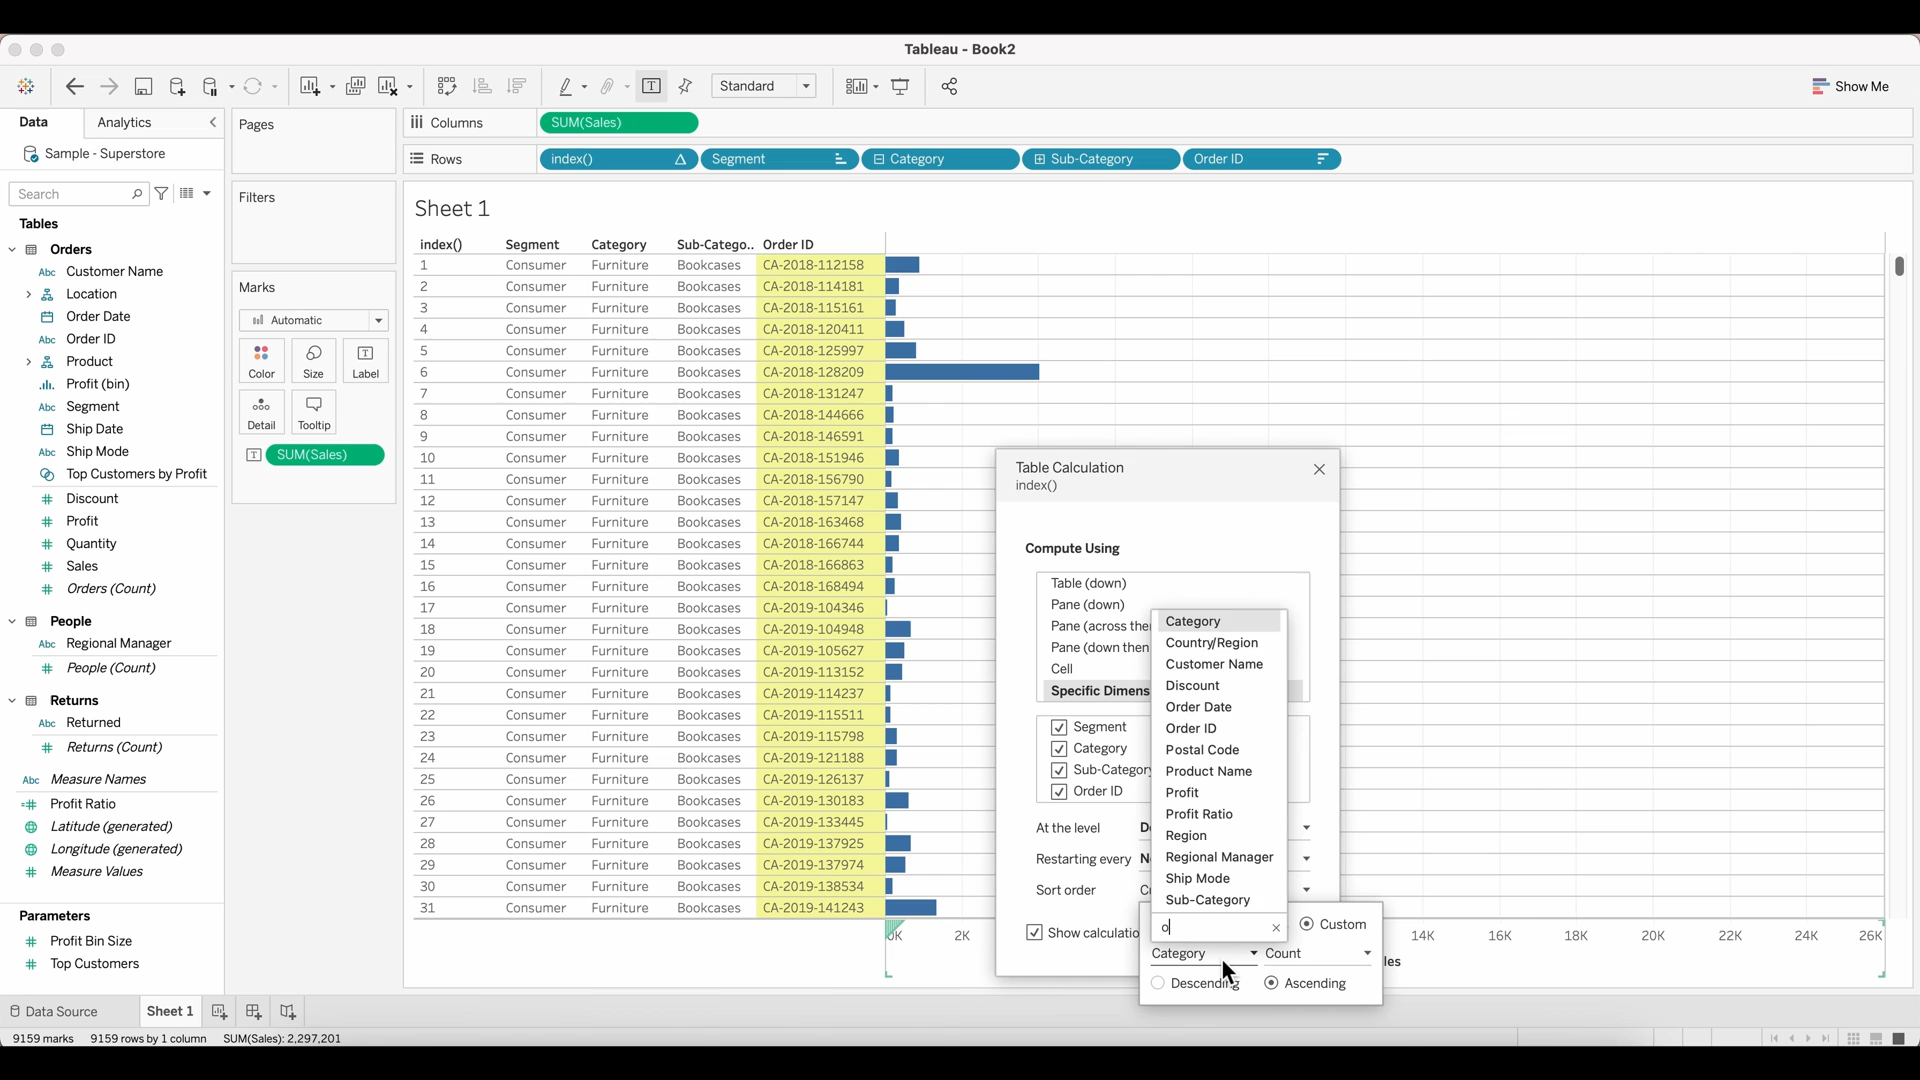 Tableau - Book2
Standard
Show Me
Data
Analytics
Sample - Superstore
Search
Tables
Orders
Abc Customer Name
Location
Order Date
Abc Order ID
Product
Profit (bin)
Abc Segment
Ship Date
Abc Ship Mode
Top Customers by Profit
# Discount
# Profit
# Quantity
# Sales
# Orders (Count)
People
Abc Regional Manager
# People (Count)
Returns
Abc Returned
# Returns (Count)
Abc Measure Names
=# Profit Ratio
Latitude (generated)
Longitude (generated)
# Measure Values
Parameters
# Profit Bin Size
# Top Customers
Pages
Filters
Marks
Automatic
Color
Size
T
Label
Detail
Tooltip
T SUM(Sales)
Columns
SUM(Sales)
Rows
index()
Segment
Category
Sub-Category
Order ID
Sheet 1
index() Segment Category Sub-Catego.. Order ID
1 Consumer Furniture Bookcases CA-2018-112158
2 Consumer Furniture Bookcases CA-2018-114181
3 Consumer Furniture Bookcases CA-2018-115161
4 Consumer Furniture Bookcases CA-2018-120411
5 Consumer Furniture Bookcases CA-2018-125997
6 Consumer Furniture Bookcases CA-2018-128209
7 Consumer Furniture Bookcases CA-2018-131247
8 Consumer Furniture Bookcases CA-2018-144666
9 Consumer Furniture Bookcases CA-2018-146591
10 Consumer Furniture Bookcases CA-2018-151946
11 Consumer Furniture Bookcases CA-2018-156790
12 Consumer Furniture Bookcases CA-2018-157147
13 Consumer Furniture Bookcases CA-2018-163468
14 Consumer Furniture Bookcases CA-2018-166744
15 Consumer Furniture Bookcases CA-2018-166863
16 Consumer Furniture Bookcases CA-2018-168494
17 Consumer Furniture Bookcases CA-2019-104346
18 Consumer Furniture Bookcases CA-2019-104948
19 Consumer Furniture Bookcases CA-2019-105627
20 Consumer Furniture Bookcases CA-2019-113152
21 Consumer Furniture Bookcases CA-2019-114237
22 Consumer Furniture Bookcases CA-2019-115511
23 Consumer Furniture Bookcases CA-2019-115798
24 Consumer Furniture Bookcases CA-2019-121188
25 Consumer Furniture Bookcases CA-2019-126137
26 Consumer Furniture Bookcases CA-2019-130183
27 Consumer Furniture Bookcases CA-2019-133445
28 Consumer Furniture Bookcases CA-2019-137925
29 Consumer Furniture Bookcases CA-2019-137974
30 Consumer Furniture Bookcases CA-2019-138534
31 Consumer Furniture Bookcases CA-2019-141243
0K 2K 14K 16K 18K 20K 22K 24K 26K
les
Table Calculation
index()
Compute Using
Table (down)
Pane (down)
Pane (across the
Pane (down then
Cell
Specific Dimens
Segment
Category
Sub-Category
Order ID
At the level
Restarting every
Sort order
Show calculatio
Category
Country/Region
Customer Name
Discount
Order Date
Order ID
Postal Code
Product Name
Profit
Profit Ratio
Region
Regional Manager
Ship Mode
Sub-Category
o
Custom
Category
Count
Descending
Ascending
Data Source
Sheet 1
9159 marks 9159 rows by 1 column SUM(Sales): 2,297,201